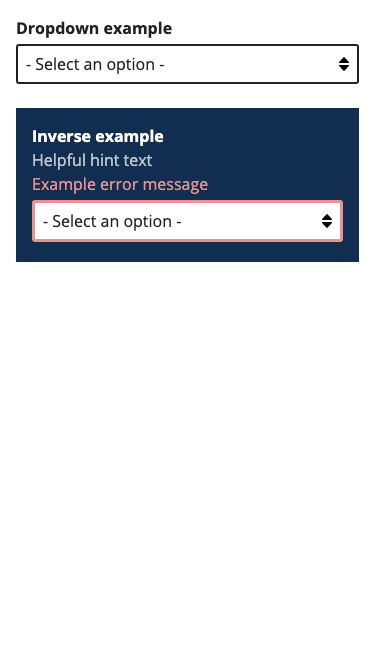 Dropdown example
- Select an option -
Inverse example
Helpful hint text
Example error message
- Select an option -